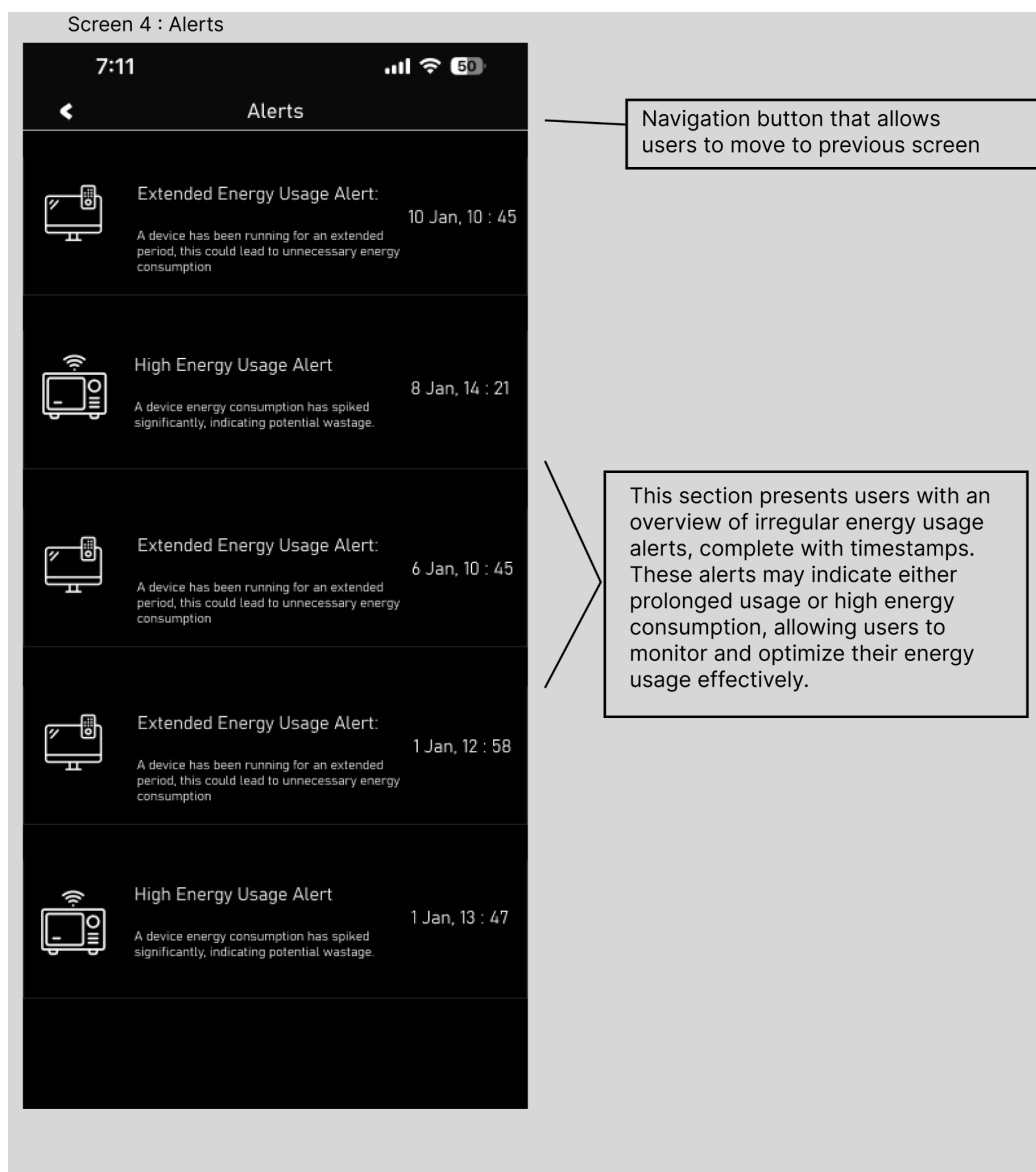 Screen 4 : Alerts
7:11
50
Alerts
Navigation button that allows
users to move to previous screen
Extended Energy Usage Alert:
10 Jan, 10 : 45
A device has been running for an extended
period, this could lead to unnecessary energy
consumption
High Energy Usage Alert
8 Jan, 14 : 21
A device energy consumption has spiked
significantly, indicating potential wastage.
This section presents users with an
overview of irregular energy usage
alerts, complete with timestamps.
These alerts may indicate either
prolonged usage or high energy
consumption, allowing users to
monitor and optimize their energy
usage effectively.
Extended Energy Usage Alert:
6 Jan, 10 : 45
A device has been running for an extended
period, this could lead to unnecessary energy
consumption
Extended Energy Usage Alert:
1 Jan, 12 : 58
A device has been running for an extended
period, this could lead to unnecessary energy
consumption
High Energy Usage Alert
1 Jan, 13 : 47
A device energy consumption has spiked
significantly, indicating potential wastage.